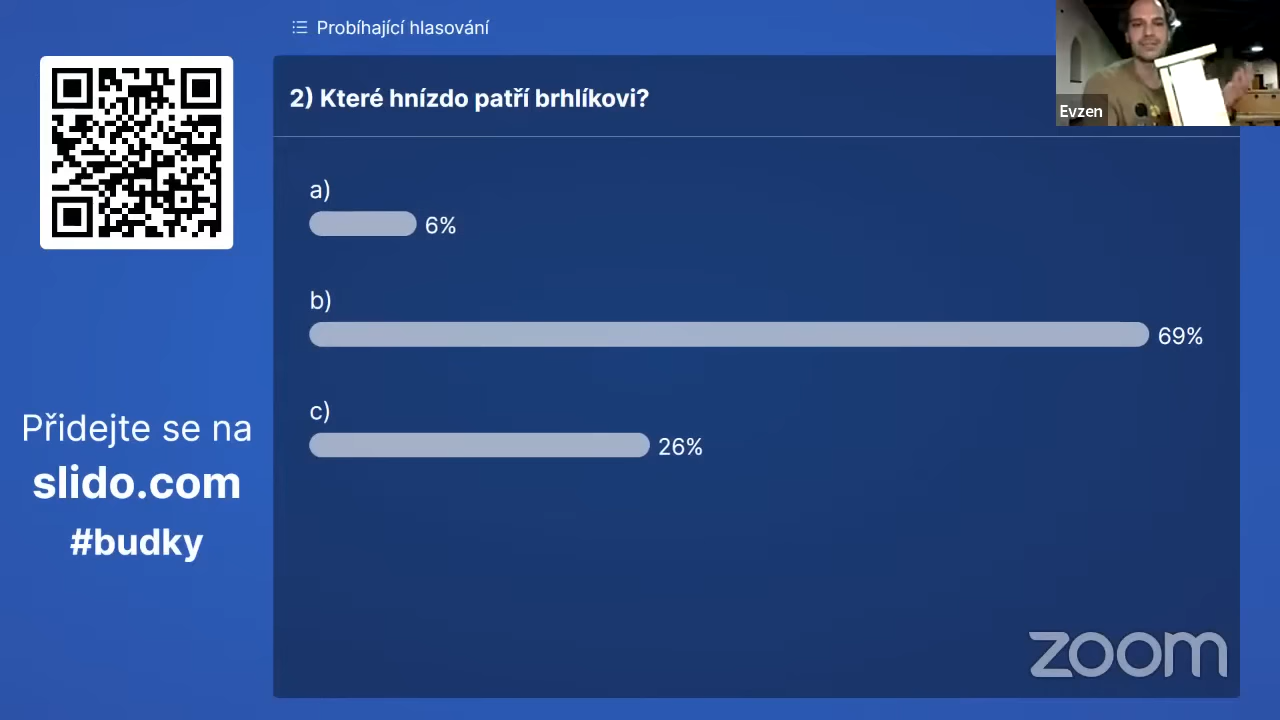 Probíhající hlasování
2) Které hnízdo patří brhlíkovi?
Evzen
a)
6%
b)
69%
c)
26%
Přidejte se na
slido.com
#budky
zoom